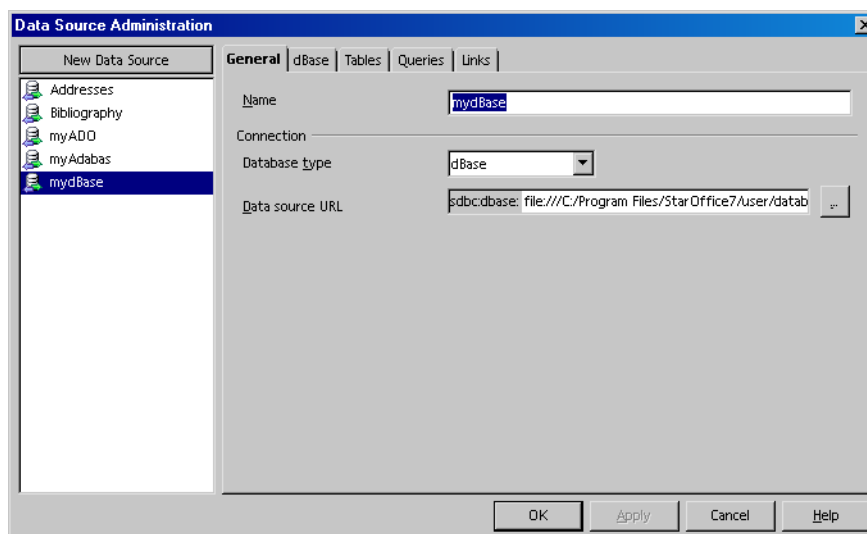 Data Source Administration
New Data Source
Addresses
Bibliography
myADO
myAdabas
mydBase
General dBase Tables Queries Links
Name mydBase
Connection
Database type dBase
Data source URL sdbc:dbase: file:///C:/Program Files/StarOffice7/user/datab ...
OK Apply Cancel Help